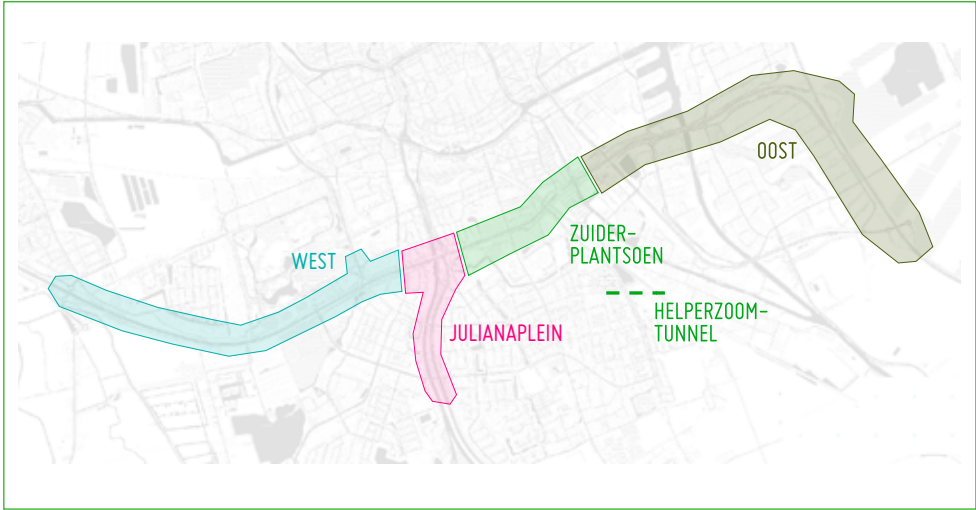 OOST
ZUIDER-
PLANTSOEN
WEST
HELPERZOOM-
TUNNEL
JULIANAPLEIN